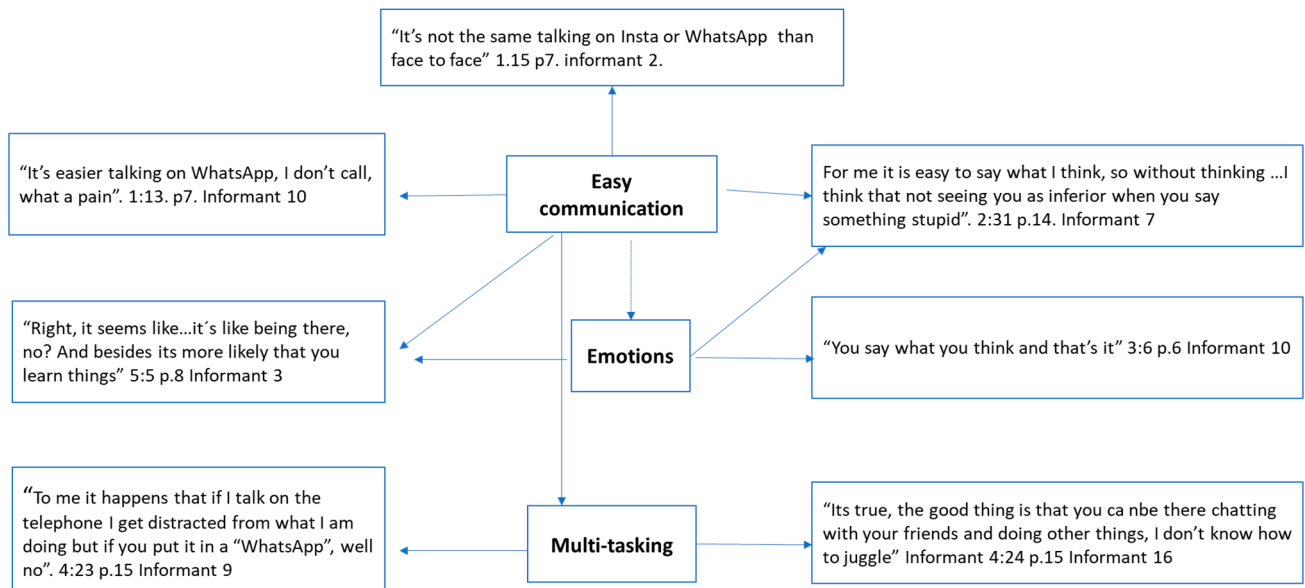 “It’s not the same talking on Insta or WhatsApp than
face to face” 1.15 p7. informant 2.
“It’s easier talking on WhatsApp, I don’t call,
what a pain”. 1:13. p7. Informant 10
Easy
communication
For me it is easy to say what I think, so without thinking …I
think that not seeing you as inferior when you say
something stupid”. 2:31 p.14. Informant 7
“Right, it seems like…it´s like being there,
no? And besides its more likely that you
learn things” 5:5 p.8 Informant 3
Emotions
“You say what you think and that’s it” 3:6 p.6 Informant 10
“To me it happens that if I talk on the
telephone I get distracted from what I am
doing but if you put it in a “WhatsApp”, well
no”. 4:23 p.15 Informant 9
Multi-tasking
“Its true, the good thing is that you ca nbe there chatting
with your friends and doing other things, I don’t know how
to juggle” Informant 4:24 p.15 Informant 16